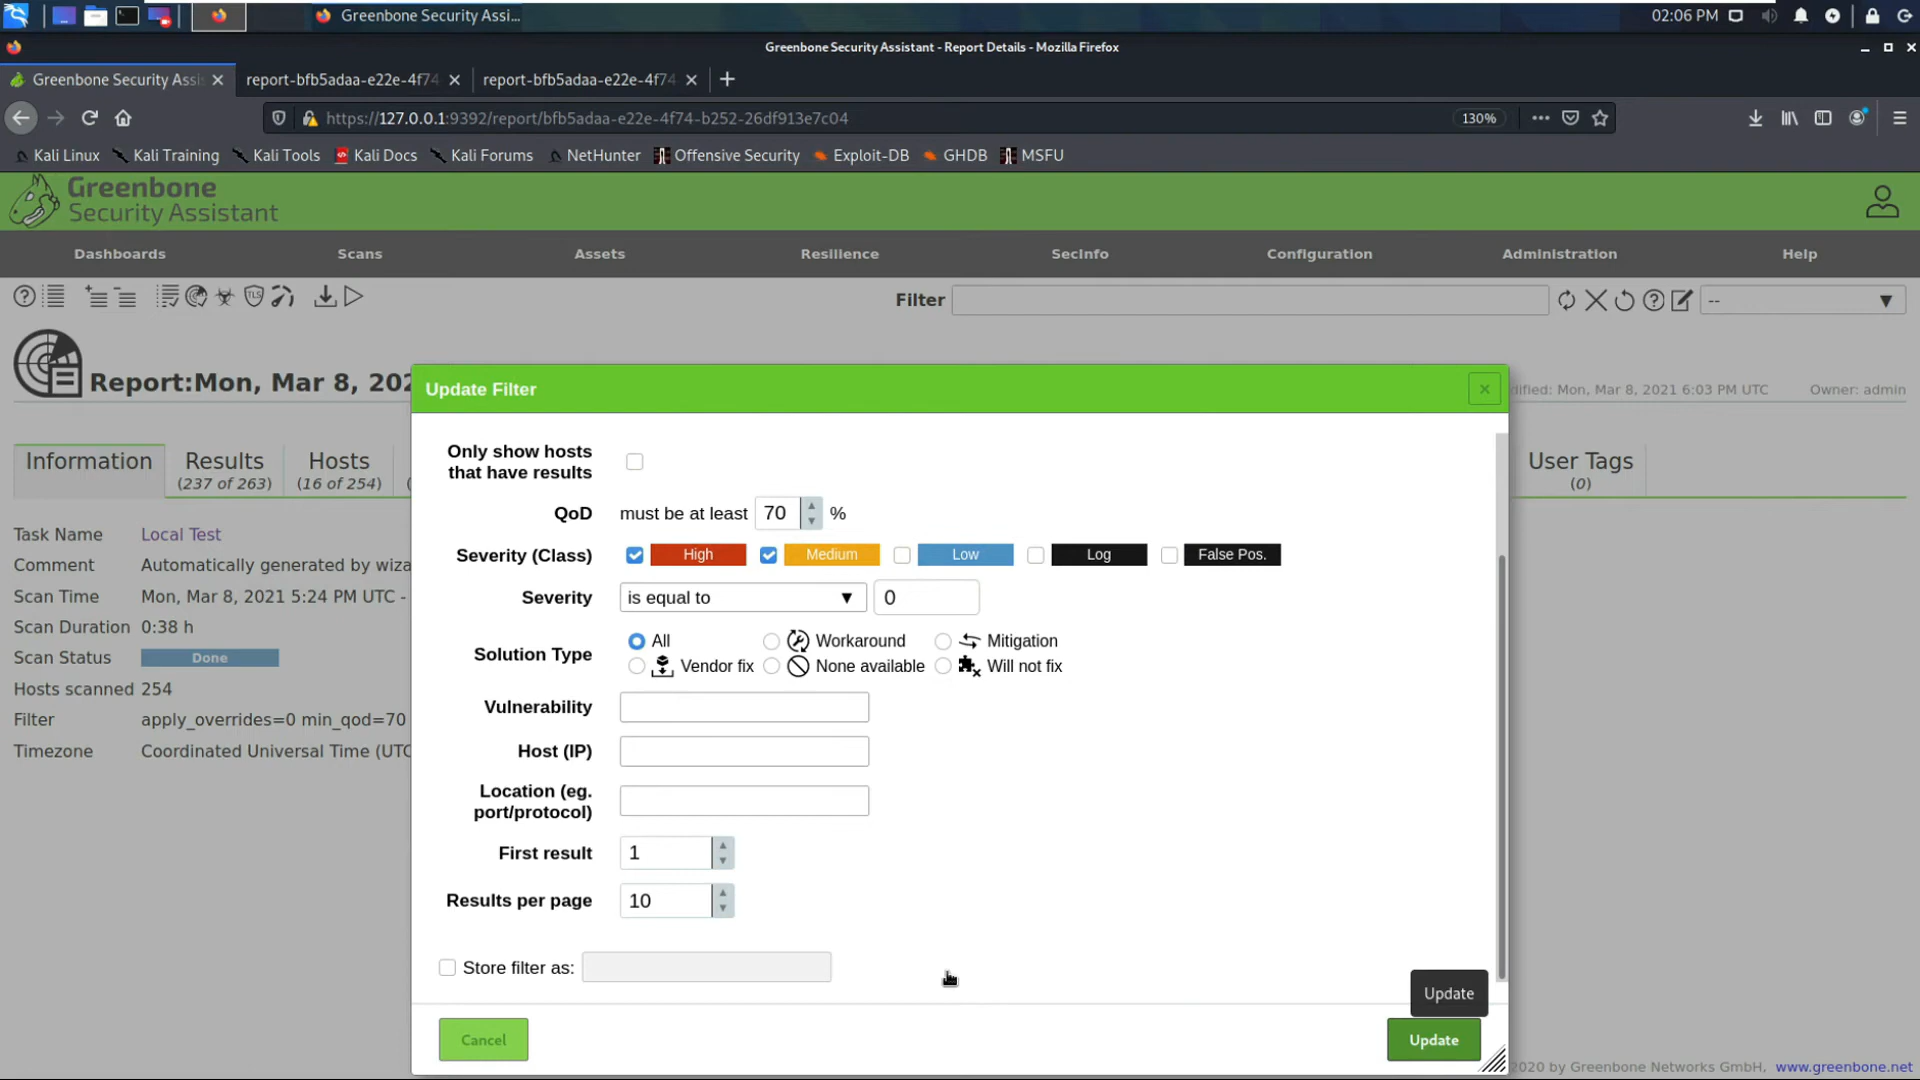 Greenbone Security Assi...
02:06 PM
Greenbone Security Assistant - Report Details - Mozilla Firefox
Greenbone Security Assis
report-bfb5adaa-e22e-4f74
report-bfb5adaa-e22e-4f74
https://127.0.0.1:9392/report/bfb5adaa-e22e-4f74-b252-26df913e7c04
130%
Kali Linux
Kali Training
Kali Tools
Kali Docs
Kali Forums
NetHunter
Offensive Security
Exploit-DB
GHDB
MSFU
Greenbone
Security Assistant
Dashboards
Scans
Assets
Resilience
SecInfo
Configuration
Administration
Help
TLS
Filter
--
Report:Mon, Mar 8, 202
dified: Mon, Mar 8, 2021 6:03 PM UTC
Owner: admin
Information
Results
(237 of 263)
Hosts
(16 of 254)
User Tags
(0)
Task Name Local Test
Comment Automatically generated by wiza
Scan Time Mon, Mar 8, 2021 5:24 PM UTC -
Scan Duration 0:38 h
Scan Status Done
Hosts scanned 254
Filter apply_overrides=0 min_qod=70
Timezone Coordinated Universal Time (UTC
Update Filter
Only show hosts
that have results
QoD must be at least 70 %
Severity (Class) High Medium Low Log False Pos.
Severity is equal to 0
Solution Type
All Workaround Mitigation
Vendor fix None available Will not fix
Vulnerability
Host (IP)
Location (eg.
port/protocol)
First result 1
Results per page 10
Store filter as:
Update
Cancel
Update
2020 by Greenbone Networks GmbH, www.greenbone.net